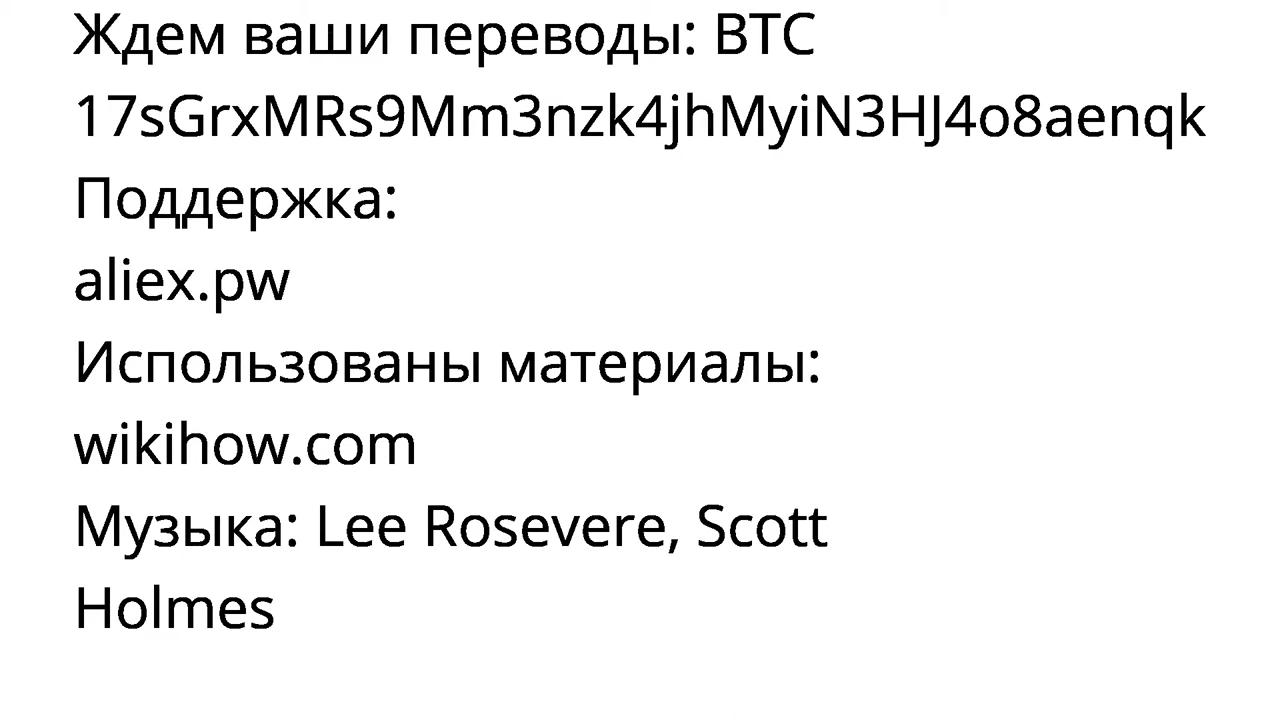 Ждем ваши переводы: BTC
17sGrxMRs9Mm3nzk4jhMyiN3HJ4o8aenqk
Поддержка:
aliex.pw
Использованы материалы:
wikihow.com
Музыка: Lee Rosevere, Scott
Holmes